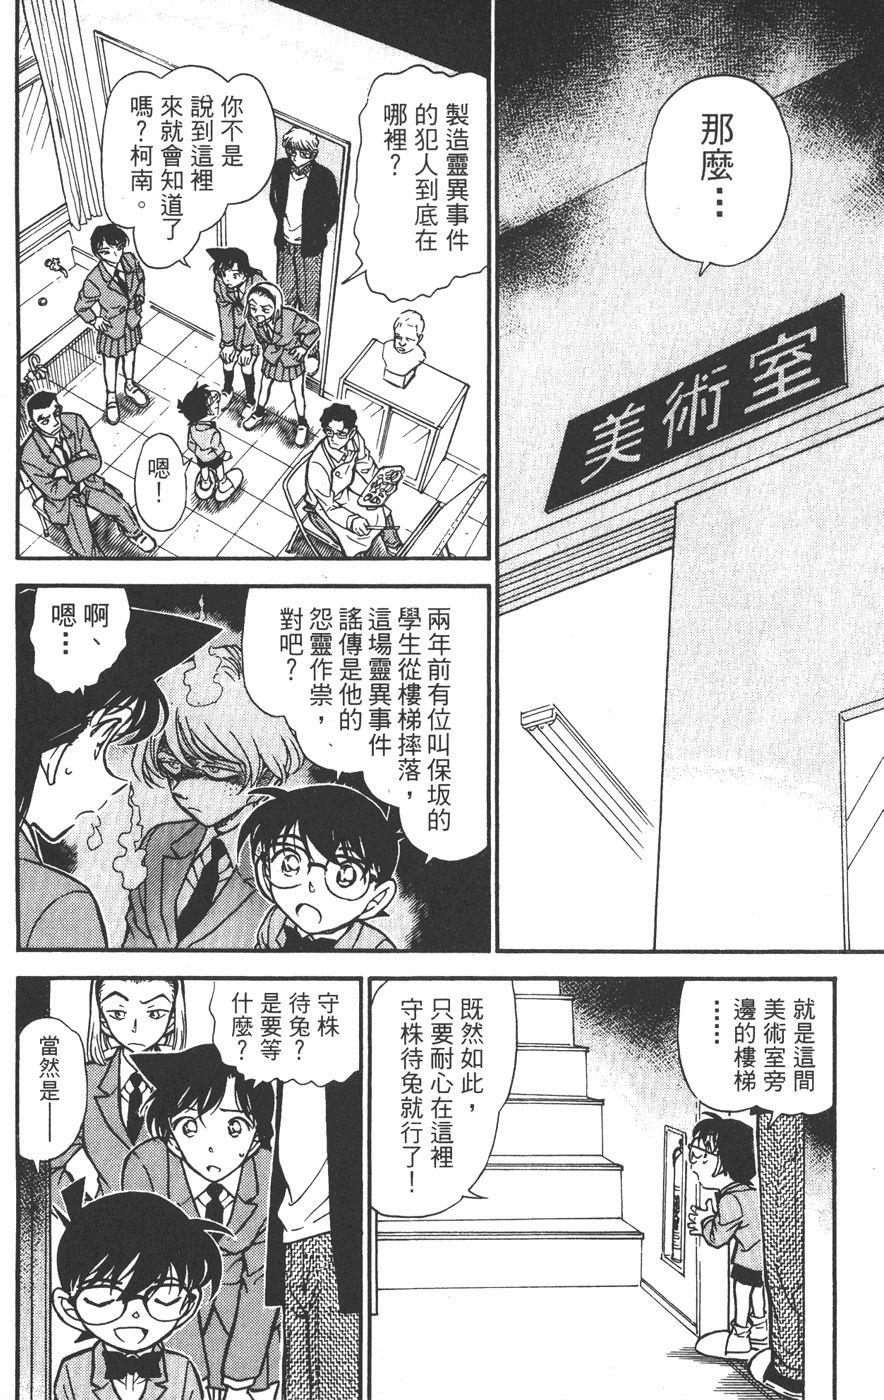 那麼⋯
美術室
製造靈異事件
的犯人到底在
哪裡？
你不是
說到這裡
來就會知道了
嗎？柯南。
嗯！
兩年前有位叫保坂的
學生從樓梯摔落，
這場靈異事件
謠傳是他的
怨靈作祟，
對吧？
啊、
嗯⋯
就是這間
美術室旁
邊的樓梯
⋯⋯
既然如此，
只要耐心在這裡
守株待兔就行了！
守株
待兔？
是要等
什麼？
當然是──